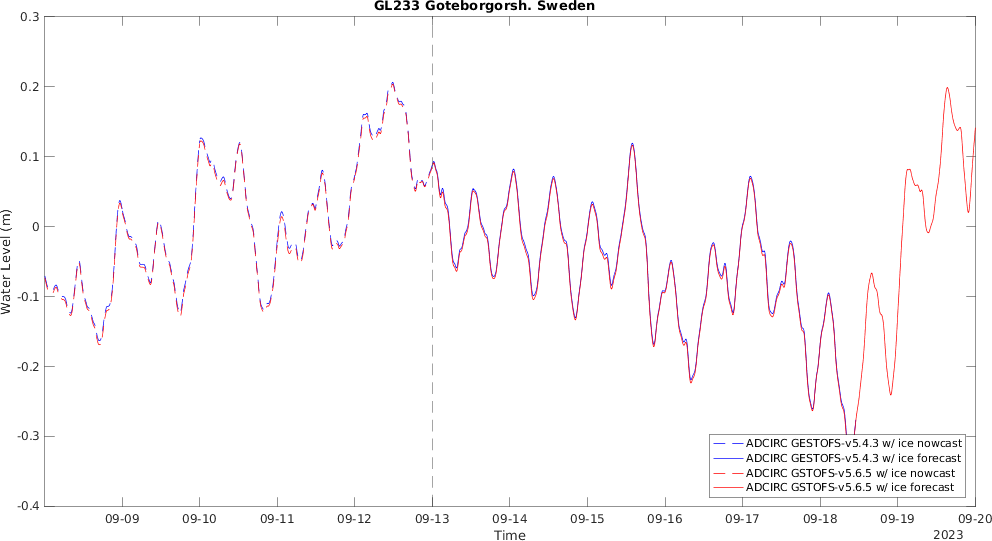 GL233 Goteborgorsh. Sweden
0.3
0.2
0.1
0
-0.1
-0.2
-0.3
-0.4
Water Level (m)
ADCIRC GESTOFS-v5.4.3 w/ ice nowcast
ADCIRC GESTOFS-v5.4.3 w/ ice forecast
ADCIRC GSTOFS-v5.6.5 w/ ice nowcast
ADCIRC GSTOFS-v5.6.5 w/ ice forecast
09-09 09-10 09-11 09-12 09-13 09-14 09-15 09-16 09-17 09-18 09-19 09-20
Time
2023